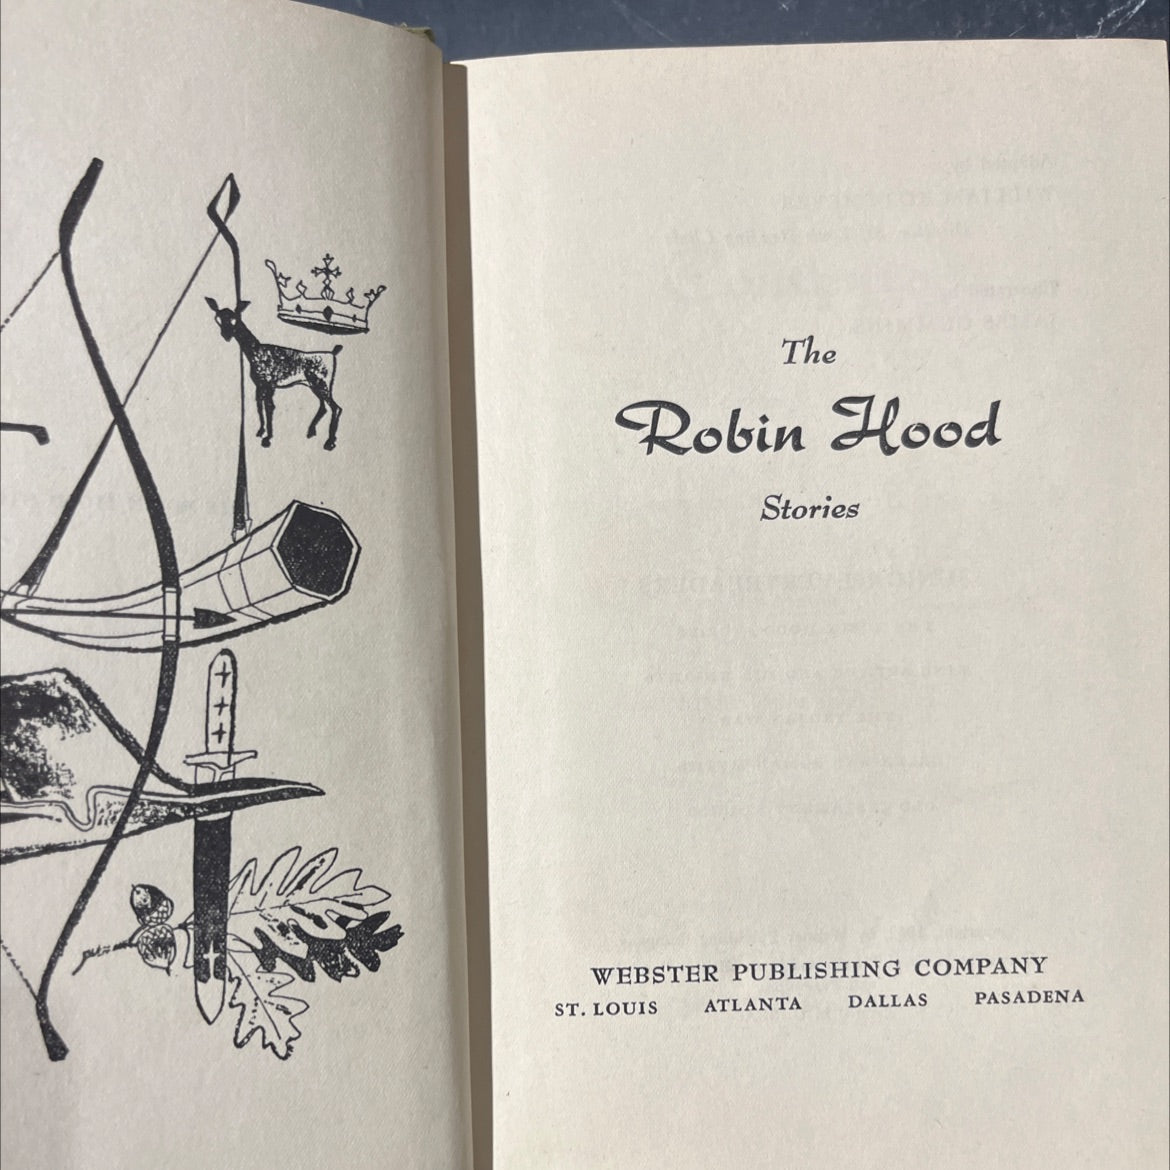 The
Robin Hood
Stories
WEBSTER PUBLISHING COMPANY
ST. LOUIS ATLANTA DALLAS PASADENA